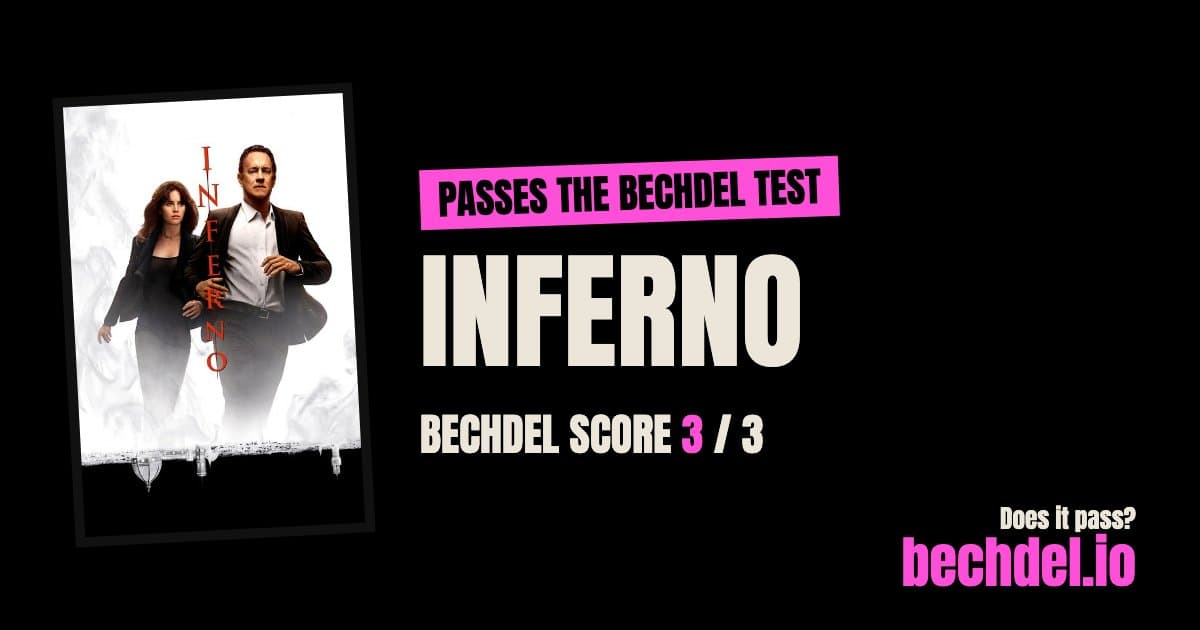 INFERNO
PASSES THE BECHDEL TEST
INFERNO
BECHDEL SCORE 3 / 3
Does it pass?
bechdel.io